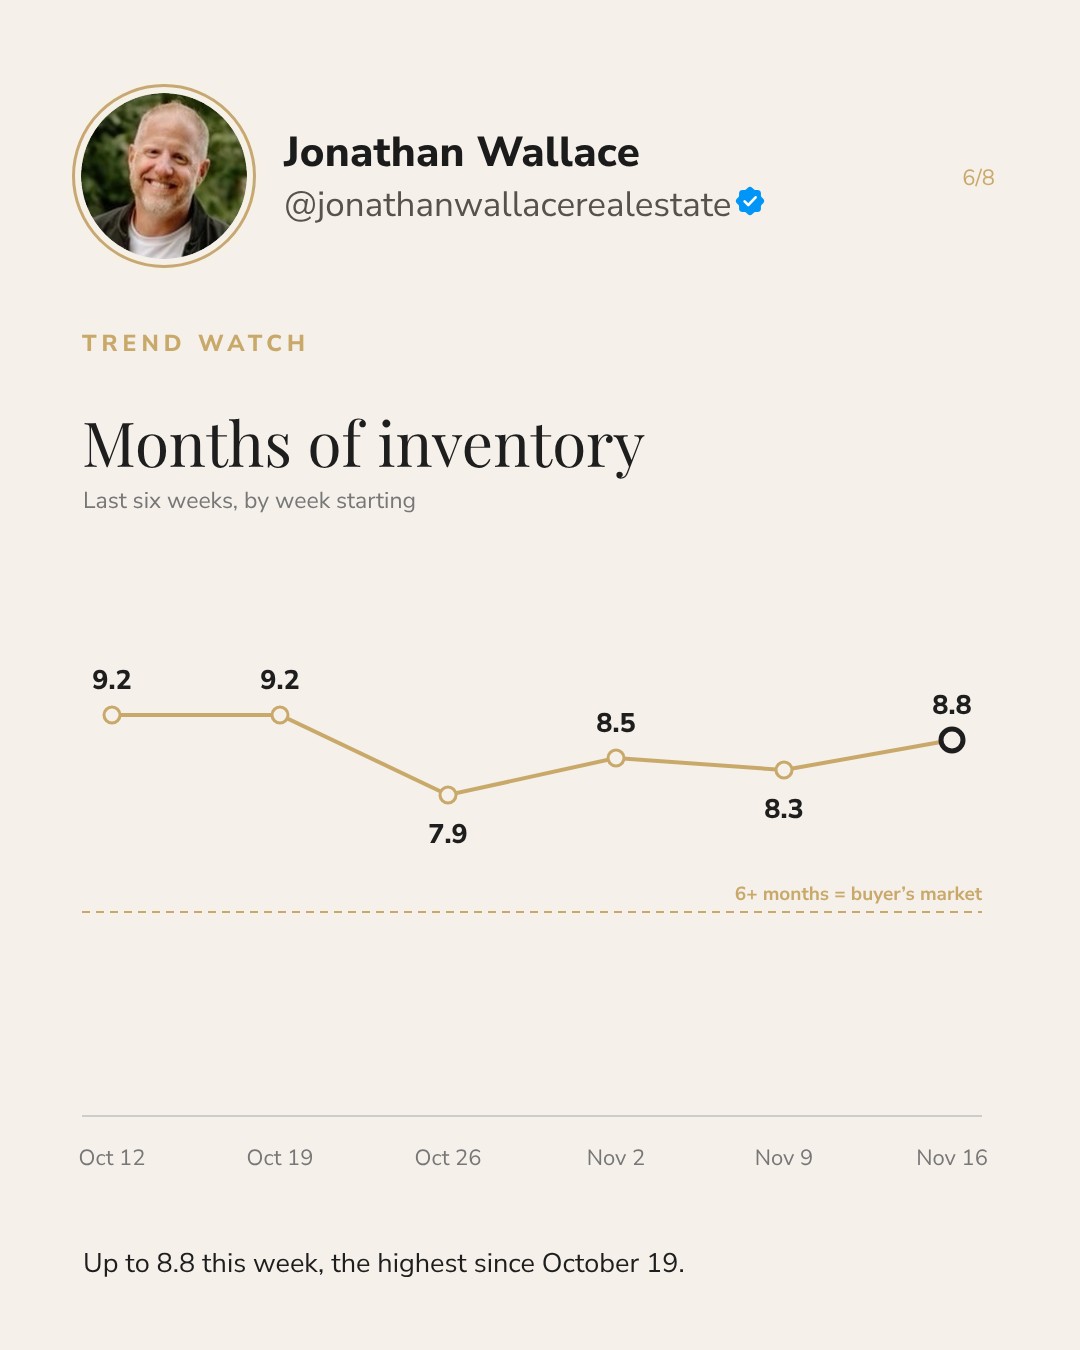 Jonathan Wallace
@jonathanwallacerealestate
6/8
TREND WATCH
Months of inventory
Last six weeks, by week starting
9.2
9.2
7.9
8.5
8.3
8.8
6+ months = buyer’s market
Oct 12
Oct 19
Oct 26
Nov 2
Nov 9
Nov 16
Up to 8.8 this week, the highest since October 19.